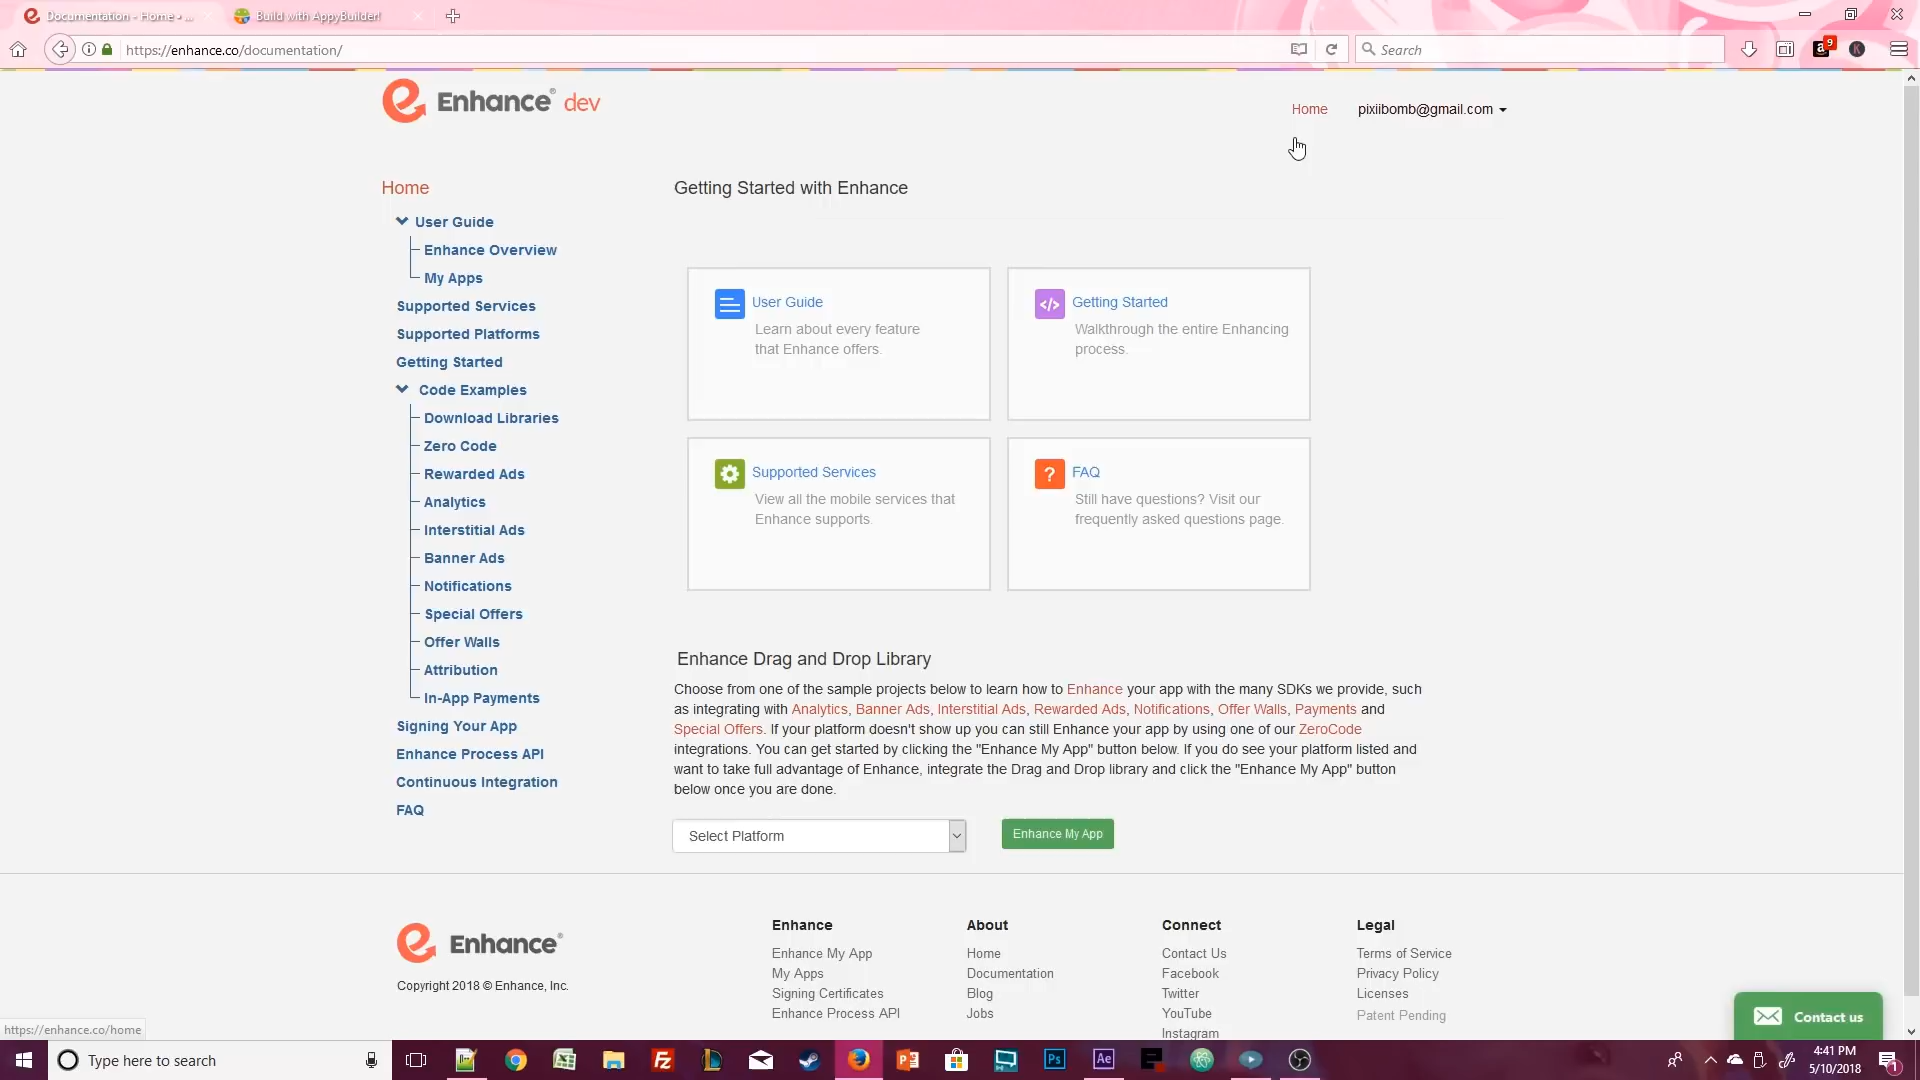 Documentation - Home • ...
Build with AppyBuilder!
https://enhance.co/documentation/
Search
9
Enhance® dev
Home
pixiibomb@gmail.com
Home
User Guide
Enhance Overview
My Apps
Supported Services
Supported Platforms
Getting Started
Code Examples
Download Libraries
Zero Code
Rewarded Ads
Analytics
Interstitial Ads
Banner Ads
Notifications
Special Offers
Offer Walls
Attribution
In-App Payments
Signing Your App
Enhance Process API
Continuous Integration
FAQ
Getting Started with Enhance
User Guide
Learn about every feature
that Enhance offers.
Getting Started
Walkthrough the entire Enhancing
process.
Supported Services
View all the mobile services that
Enhance supports.
FAQ
Still have questions? Visit our
frequently asked questions page.
Enhance Drag and Drop Library
Choose from one of the sample projects below to learn how to Enhance your app with the many SDKs we provide, such
as integrating with Analytics, Banner Ads, Interstitial Ads, Rewarded Ads, Notifications, Offer Walls, Payments and
Special Offers. If your platform doesn't show up you can still Enhance your app by using one of our ZeroCode
integrations. You can get started by clicking the "Enhance My App" button below. If you do see your platform listed and
want to take full advantage of Enhance, integrate the Drag and Drop library and click the "Enhance My App" button
below once you are done.
Select Platform
Enhance My App
Enhance®
Copyright 2018 © Enhance, Inc.
Enhance
Enhance My App
My Apps
Signing Certificates
Enhance Process API
About
Home
Documentation
Blog
Jobs
Connect
Contact Us
Facebook
Twitter
YouTube
Instagram
Legal
Terms of Service
Privacy Policy
Licenses
Patent Pending
Contact us
https://enhance.co/home
Type here to search
4:41 PM
5/10/2018
1